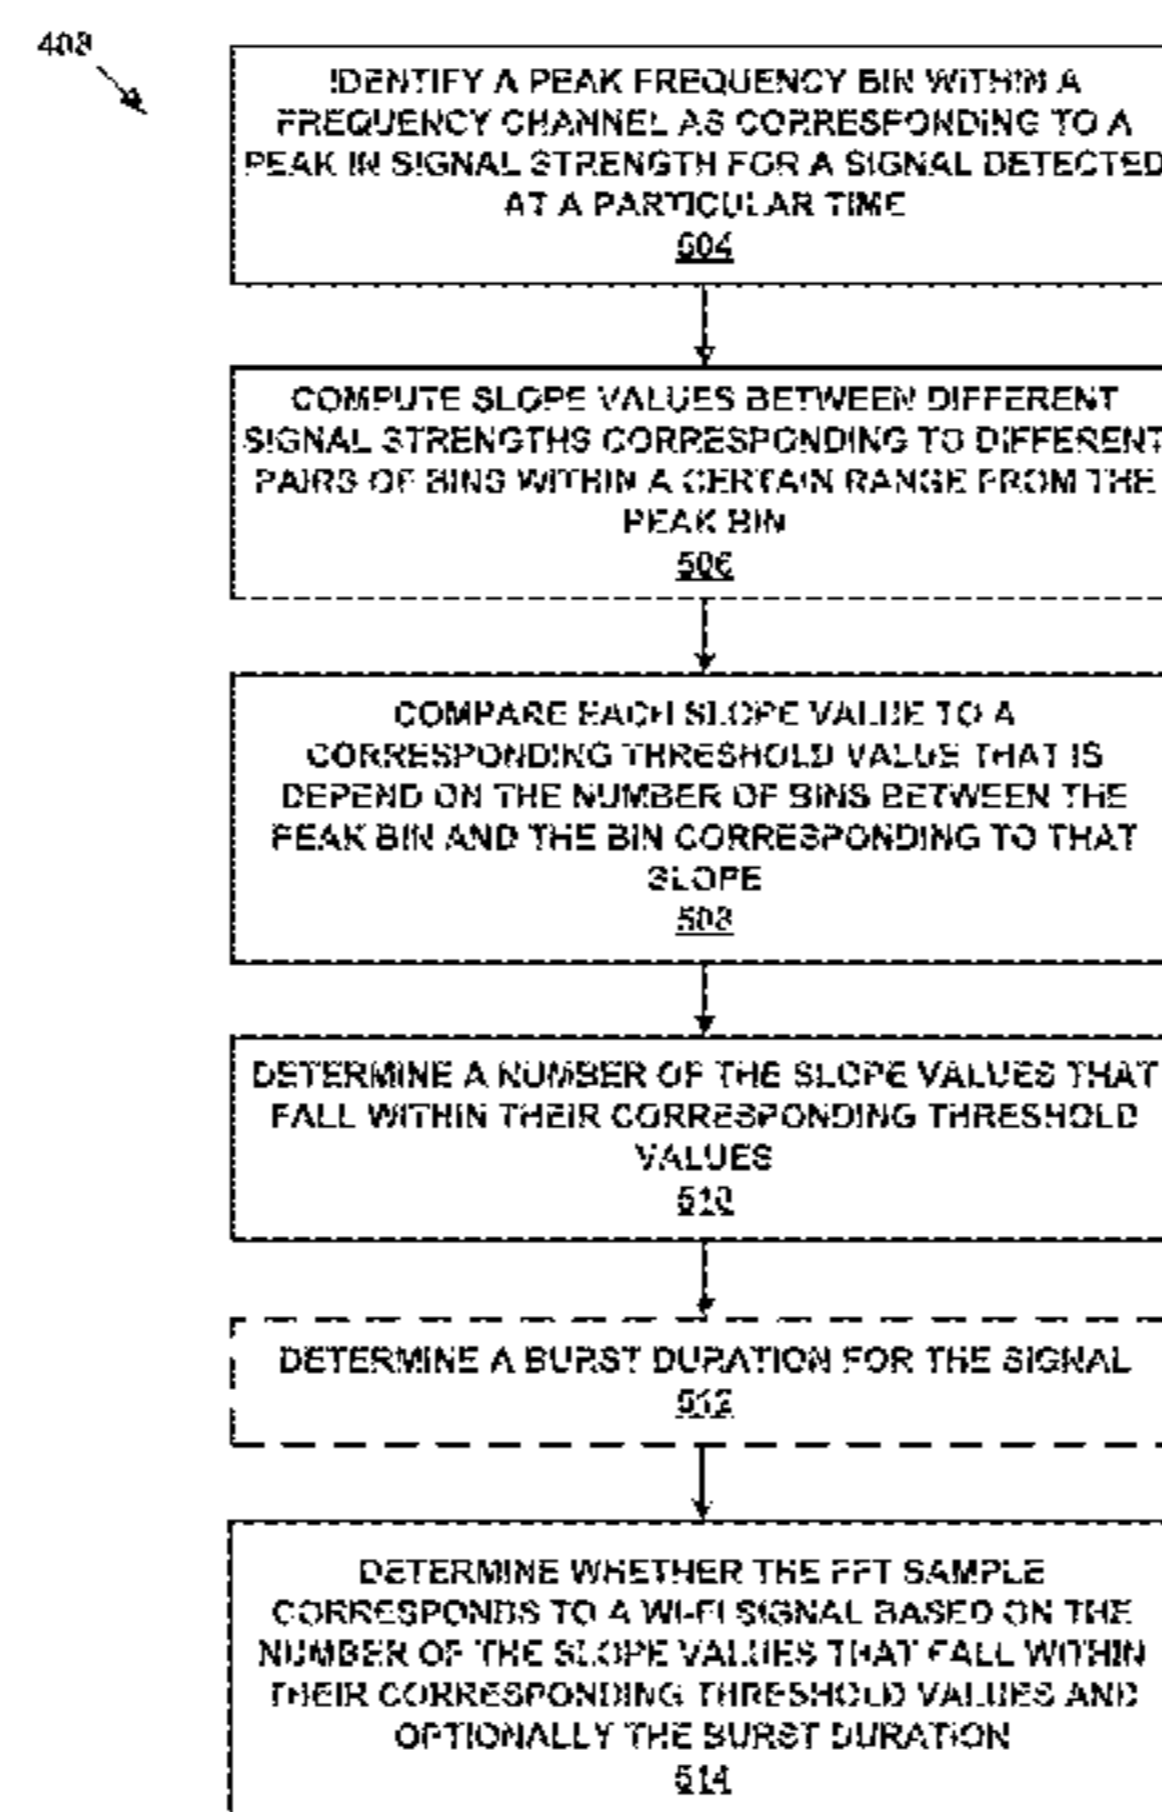 408
IDENTIFY A PEAK FREQUENCY BIN WITHIN A
FREQUENCY CHANNEL AS CORRESPONDING TO A
PEAK IN SIGNAL STRENGTH FOR A SIGNAL DETECTED
AT A PARTICULAR TIME
504
COMPUTE SLOPE VALUES BETWEEN DIFFERENT
SIGNAL STRENGTHS CORRESPONDING TO DIFFERENT
PAIRS OF BINS WITHIN A CERTAIN RANGE FROM THE
PEAK BIN
506
COMPARE EACH SLOPE VALUE TO A
CORRESPONDING THRESHOLD VALUE THAT IS
DEPEND ON THE NUMBER OF BINS BETWEEN THE
PEAK BIN AND THE BIN CORRESPONDING TO THAT
SLOPE
508
DETERMINE A NUMBER OF THE SLOPE VALUES THAT
FALL WITHIN THEIR CORRESPONDING THRESHOLD
VALUES
510
DETERMINE A BURST DURATION FOR THE SIGNAL
512
DETERMINE WHETHER THE FFT SAMPLE
CORRESPONDS TO A WI-FI SIGNAL BASED ON THE
NUMBER OF THE SLOPE VALUES THAT FALL WITHIN
THEIR CORRESPONDING THRESHOLD VALUES AND
OPTIONALLY THE BURST DURATION
514